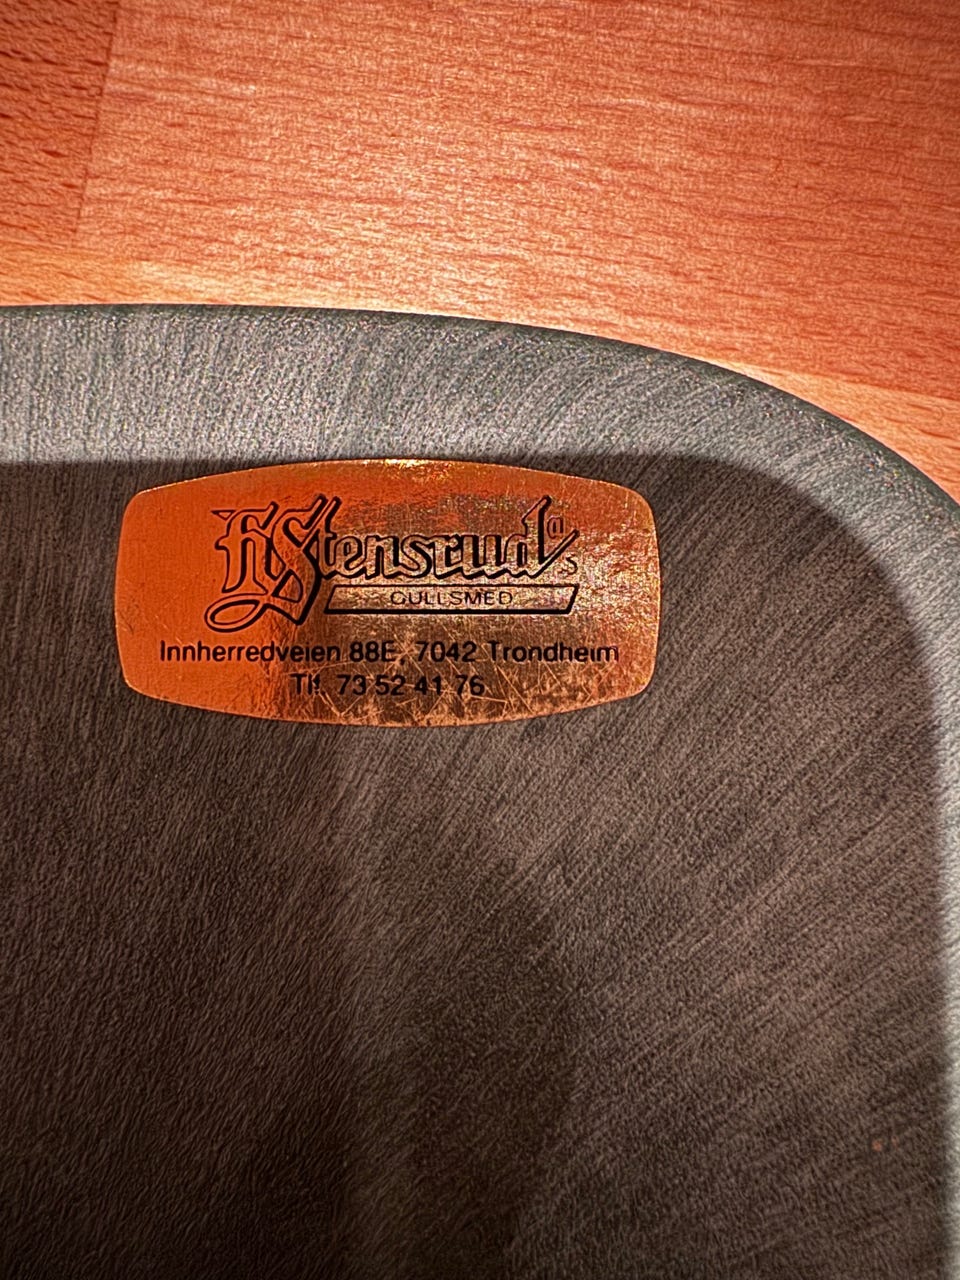 H Stensrud a/s
GULLSMED
Innherredveien 88E, 7042 Trondheim
Tlf. 73 52 41 76